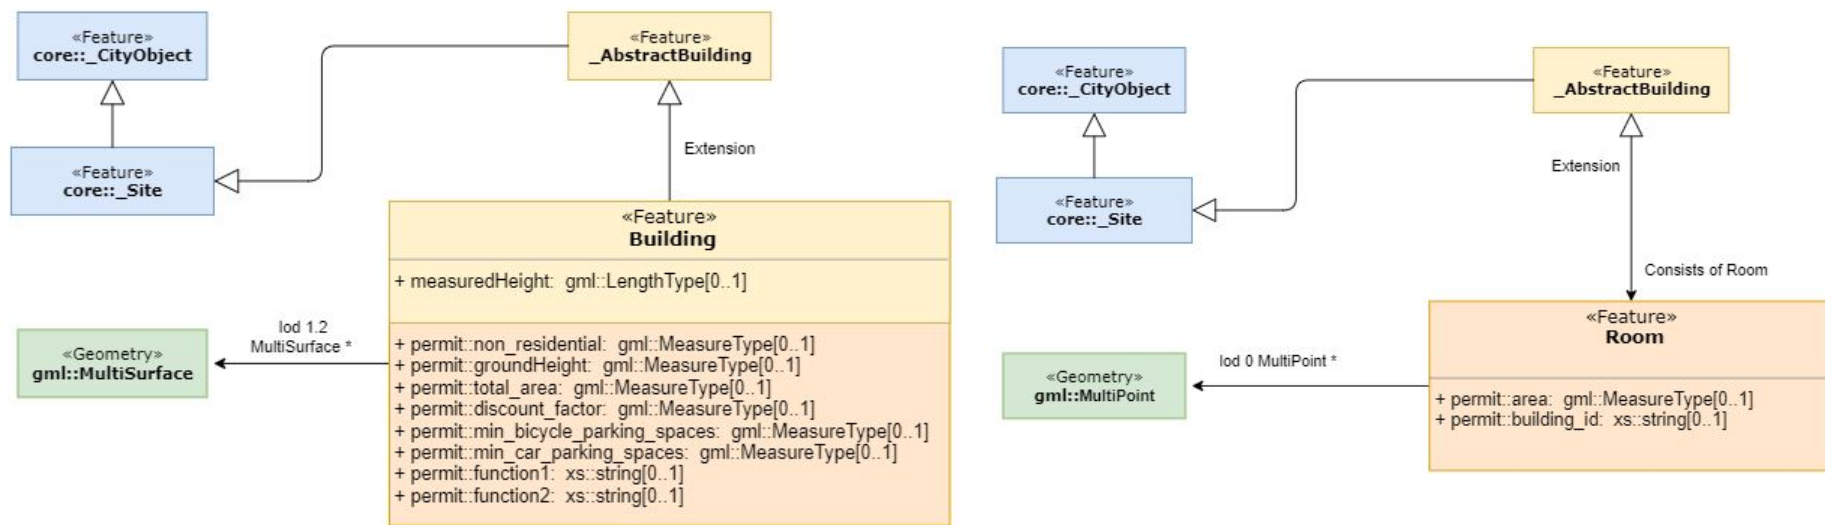 «Feature»
core::_CityObject
«Feature»
_AbstractBuilding
«Feature»
core::_Site
Extension
«Feature»
Building
+ measuredHeight: gml::LengthType[0..1]
lod 1.2
MultiSurface *
«Geometry»
gml::MultiSurface
+ permit::non_residential: gml::MeasureType[0..1]
+ permit::groundHeight: gml::MeasureType[0..1]
+ permit::total_area: gml::MeasureType[0..1]
+ permit::discount_factor: gml::MeasureType[0..1]
+ permit::min_bicycle_parking_spaces: gml::MeasureType[0..1]
+ permit::min_car_parking_spaces: gml::MeasureType[0..1]
+ permit::function1: xs::string[0..1]
+ permit::function2: xs::string[0..1]
«Feature»
core::_CityObject
«Feature»
_AbstractBuilding
Extension
«Feature»
core::_Site
Consists of Room
«Feature»
Room
lod 0 MultiPoint *
«Geometry»
gml::MultiPoint
+ permit::area: gml::MeasureType[0..1]
+ permit::building_id: xs::string[0..1]